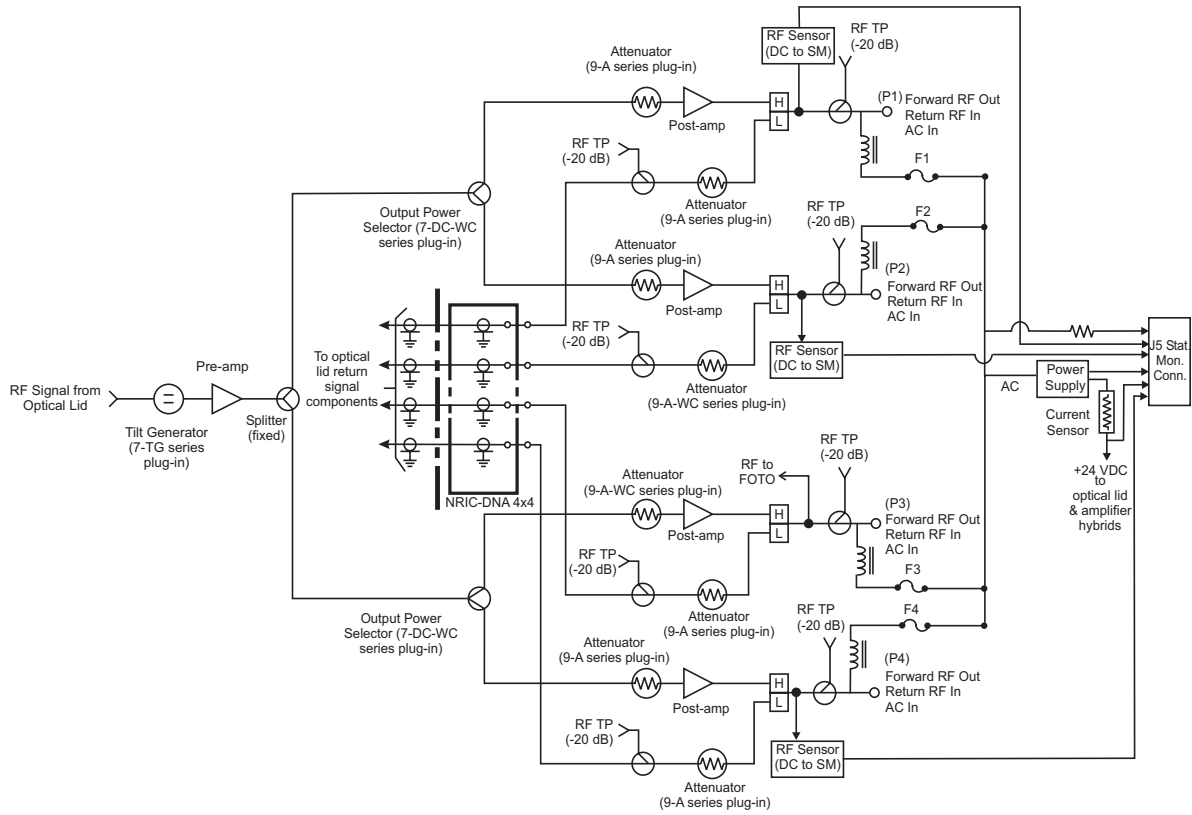 RF Sensor
(DC to SM)
RF TP
(-20 dB)
Attenuator
(9-A series plug-in)
H
L
(P1)
Forward RF Out
Return RF In
AC In
Post-amp
RF TP
(-20 dB)
F1
Attenuator
(9-A series plug-in)
Output Power
Selector (7-DC-WC
series plug-in)
RF TP
(-20 dB)
F2
Attenuator
(9-A series plug-in)
H
L
(P2)
Forward RF Out
Return RF In
AC In
Post-amp
RF TP
(-20 dB)
RF Sensor
(DC to SM)
Attenuator
(9-A-WC series plug-in)
J5 Stat.
Mon.
Conn.
AC
Power
Supply
Current
Sensor
+24 VDC
to
optical lid
& amplifier
hybrids
To optical
lid return
signal
components
NRIC-DNA 4x4
RF Signal from
Optical Lid
Pre-amp
Tilt Generator
(7-TG series
plug-in)
Splitter
(fixed)
RF TP
(-20 dB)
RF to
FOTO
Attenuator
(9-A-WC series plug-in)
H
L
(P3)
Forward RF Out
Return RF In
AC In
Post-amp
RF TP
(-20 dB)
F3
Attenuator
(9-A series plug-in)
Output Power
Selector (7-DC-WC
series plug-in)
RF TP
(-20 dB)
F4
Attenuator
(9-A series plug-in)
H
L
(P4)
Forward RF Out
Return RF In
AC In
Post-amp
RF TP
(-20 dB)
RF Sensor
(DC to SM)
Attenuator
(9-A series plug-in)